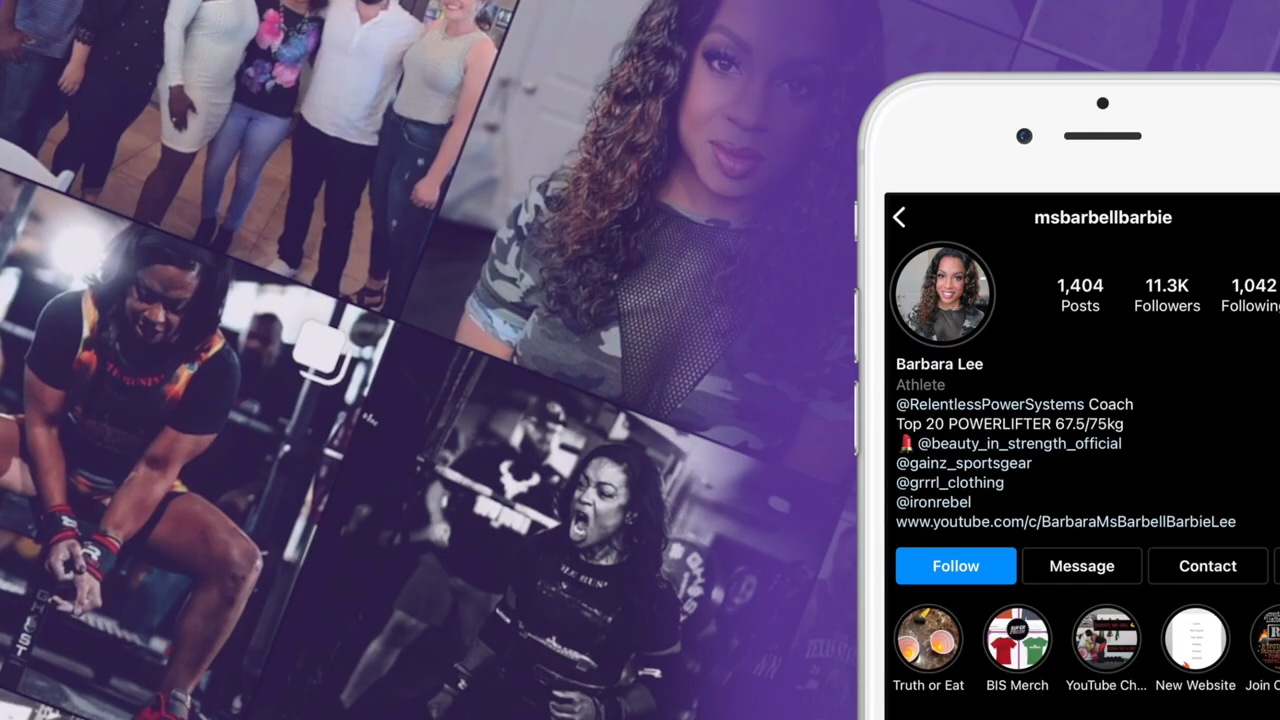 msbarbellbarbie
1,404 11.3K 1,042
Posts Followers Following
Barbara Lee
Athlete
@RelentlessPowerSystems Coach
Top 20 POWERLIFTER 67.5/75kg
💄 @beauty_in_strength_official
@gainz_sportsgear
@grrrl_clothing
@ironrebel
www.youtube.com/c/BarbaraMsBarbellBarbieLee
Follow Message Contact
Truth or Eat BIS Merch YouTube Ch... New Website Join